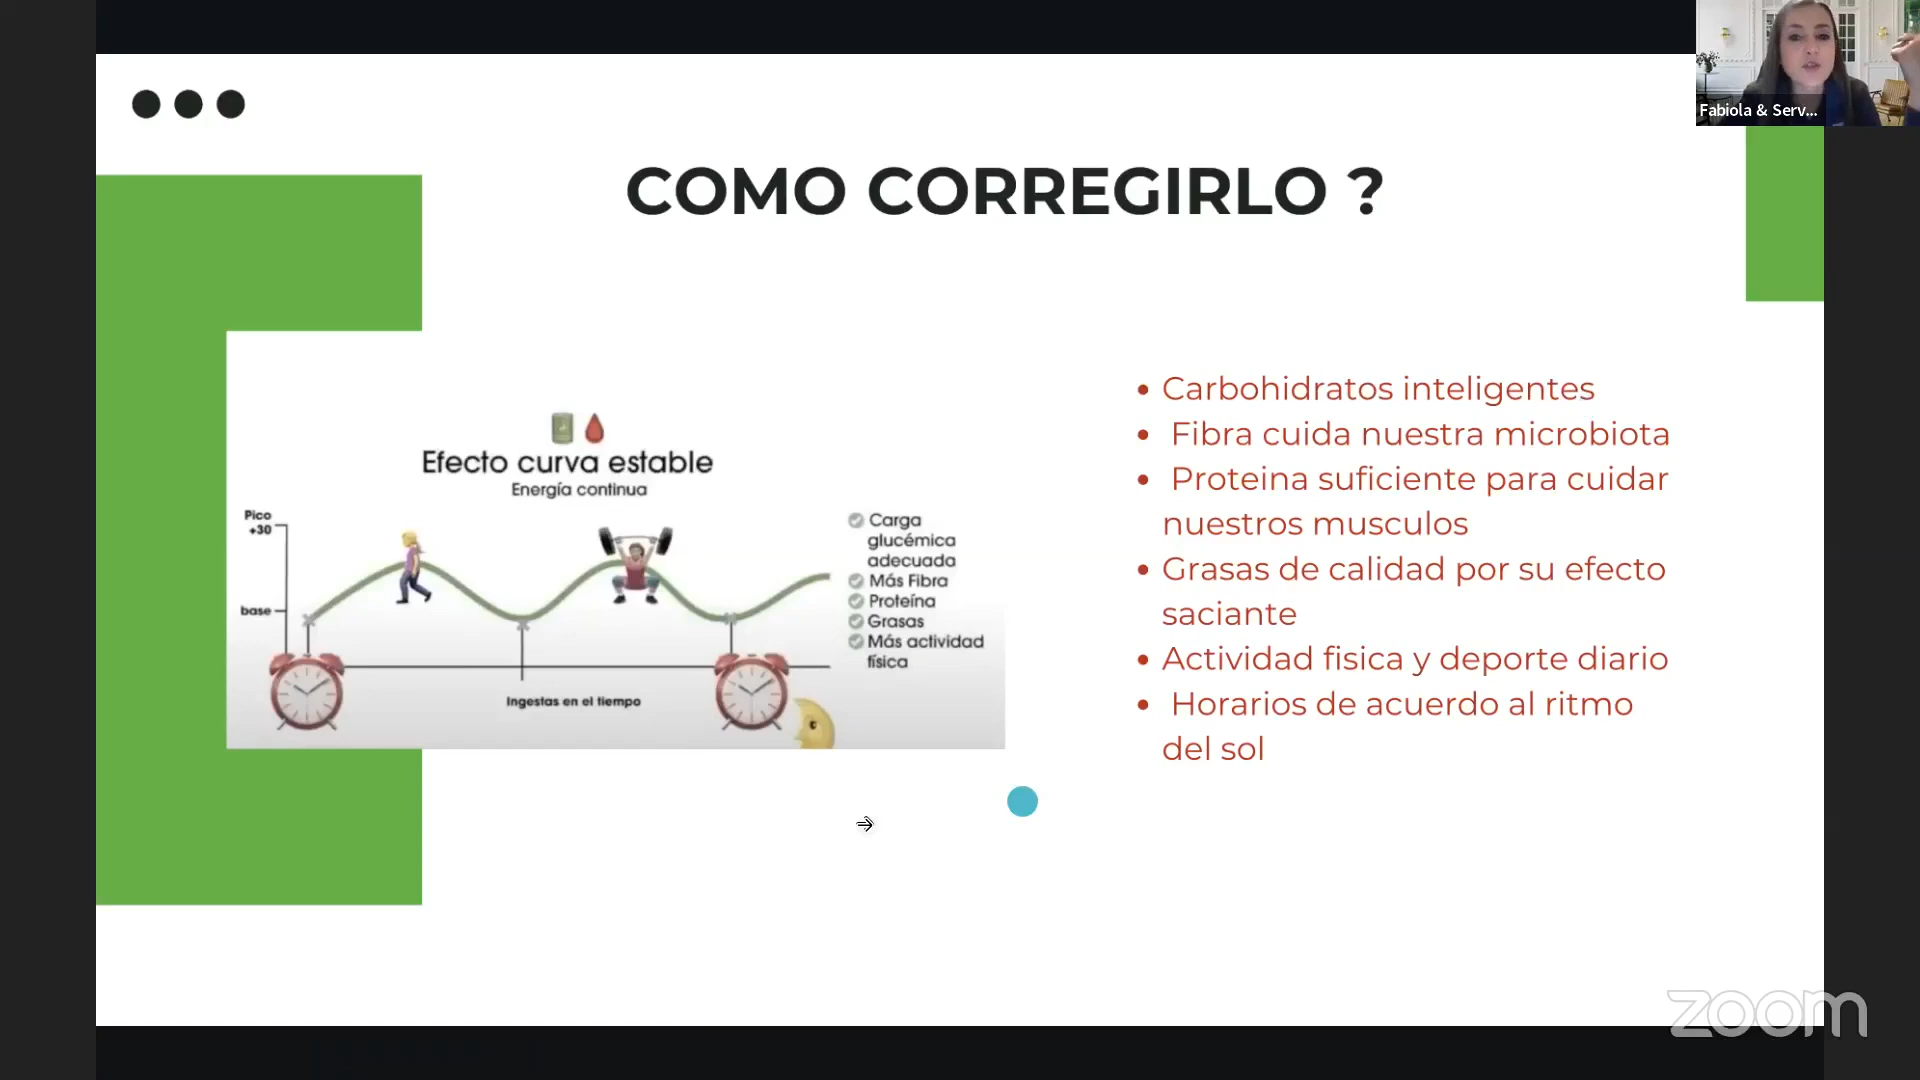 Fabiola & Serv...
COMO CORREGIRLO ?
Efecto curva estable
Energía continua
Pico
+30
base
Ingestas en el tiempo
Carga
glucémica
adecuada
Más Fibra
Proteína
Grasas
Más actividad
física
• Carbohidratos inteligentes
• Fibra cuida nuestra microbiota
• Proteina suficiente para cuidar
nuestros musculos
• Grasas de calidad por su efecto
saciante
• Actividad fisica y deporte diario
• Horarios de acuerdo al ritmo
del sol
zoom